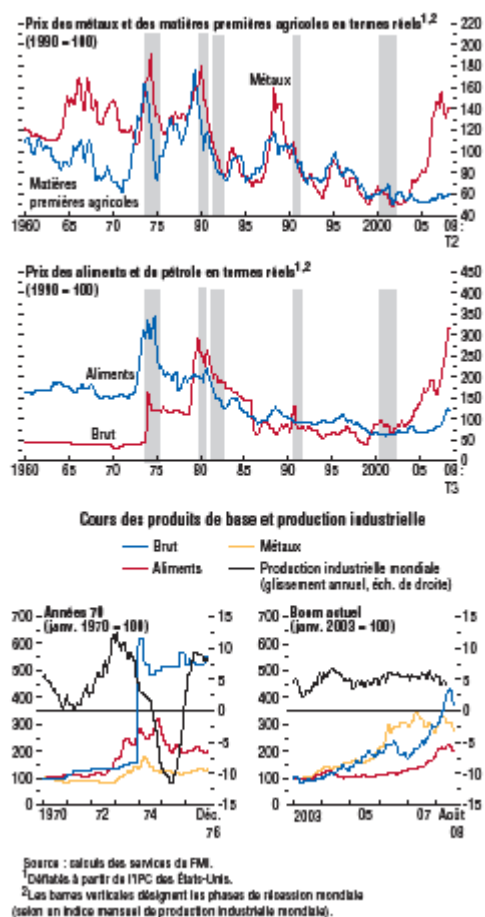 Prix des métaux et des matières premières agricoles en termes réels1,2
(1990 = 100)
220
200
180
160
140
120
100
80
60
40
Métaux
Matières
premières agricoles
1960 65 70 75 80 85 90 95 2000 05 08:
T2
Prix des aliments et du pétrole en termes réels1,2
(1990 = 100)
450
400
350
300
250
200
150
100
50
0
Aliments
Brut
1960 65 70 75 80 85 90 95 2000 05 08:
T3
Cours des produits de base et production industrielle
Brut
Métaux
Aliments
Production industrielle mondiale
(glissement annuel, éch. de droite)
Années 70
(janv. 1970 = 100)
700
600
500
400
300
200
100
0
15
10
5
0
-5
-10
-15
1970 72 74 Déc.
76
Boom actuel
(janv. 2003 = 100)
700
600
500
400
300
200
100
0
15
10
5
0
-5
-10
-15
2003 05 07 Août
08
Source : calculs des services du FMI.
1Déflatés à partir de l'IPC des États-Unis.
2Les barres verticales désignent les phases de récession mondiale
(selon un indice mensuel de production industrielle mondiale).